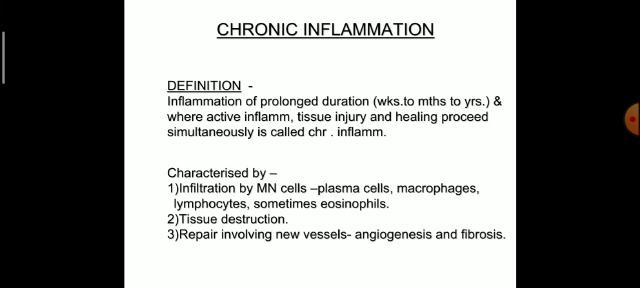 CHRONIC INFLAMMATION
DEFINITION -
Inflammation of prolonged duration (wks.to mths to yrs.) &
where active inflamm, tissue injury and healing proceed
simultaneously is called chr . inflamm.
Characterised by –
1)Infiltration by MN cells –plasma cells, macrophages,
lymphocytes, sometimes eosinophils.
2)Tissue destruction.
3)Repair involving new vessels- angiogenesis and fibrosis.